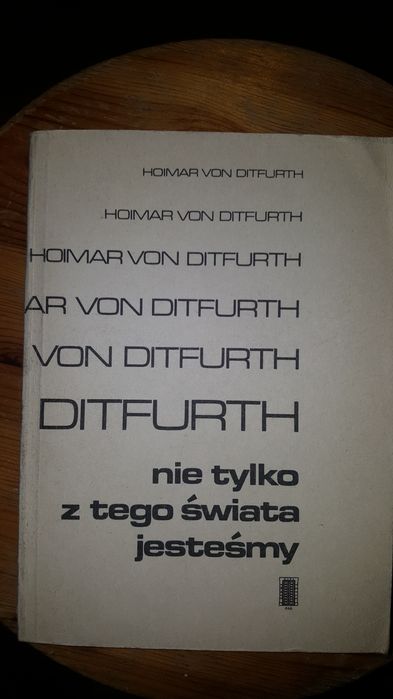 HOIMAR VON DITFURTH
HOIMAR VON DITFURTH
HOIMAR VON DITFURTH
AR VON DITFURTH
VON DITFURTH
DITFURTH
nie tylko
z tego świata
jesteśmy
PAX